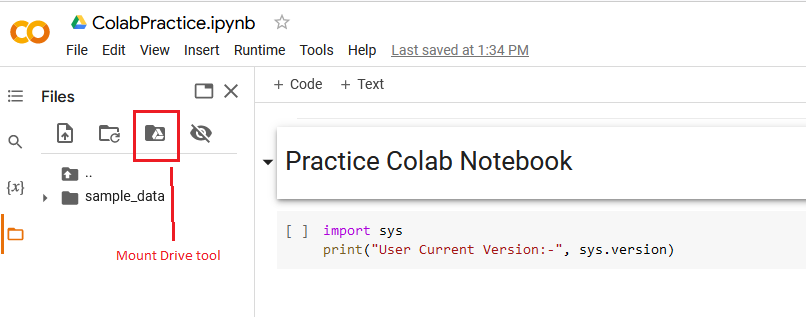 ColabPractice.ipynb
File Edit View Insert Runtime Tools Help Last saved at 1:34 PM
Files
+ Code + Text
{x}
..
sample_data
Mount Drive tool
Practice Colab Notebook
[ ] import sys
print("User Current Version:-", sys.version)